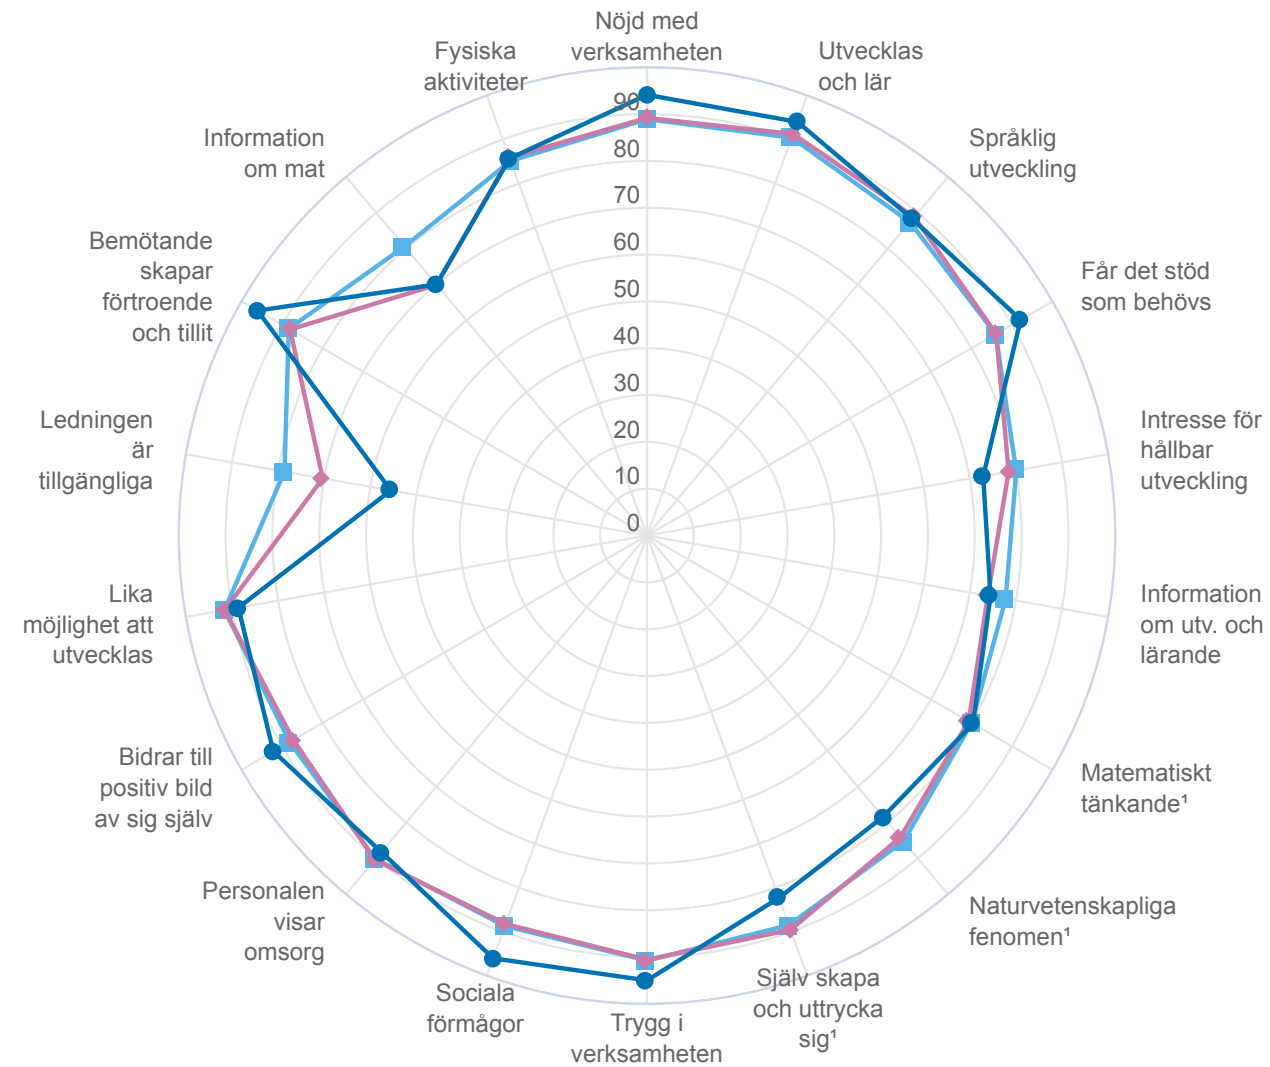 Nöjd med
verksamheten
Utvecklas
och lär
Språklig
utveckling
Får det stöd
som behövs
Intresse för
hållbar
utveckling
Information
om utv. och
lärande
Matematiskt
tänkande¹
Naturvetenskapliga
fenomen¹
Själv skapa
och uttrycka
sig¹
Trygg i
verksamheten
Sociala
förmågor
Personalen
visar
omsorg
Bidrar till
positiv bild
av sig själv
Lika
möjlighet att
utvecklas
Ledningen
är
tillgängliga
Bemötande
skapar
förtroende
och tillit
Information
om mat
Fysiska
aktiviteter
90
80
70
60
50
40
30
20
10
0